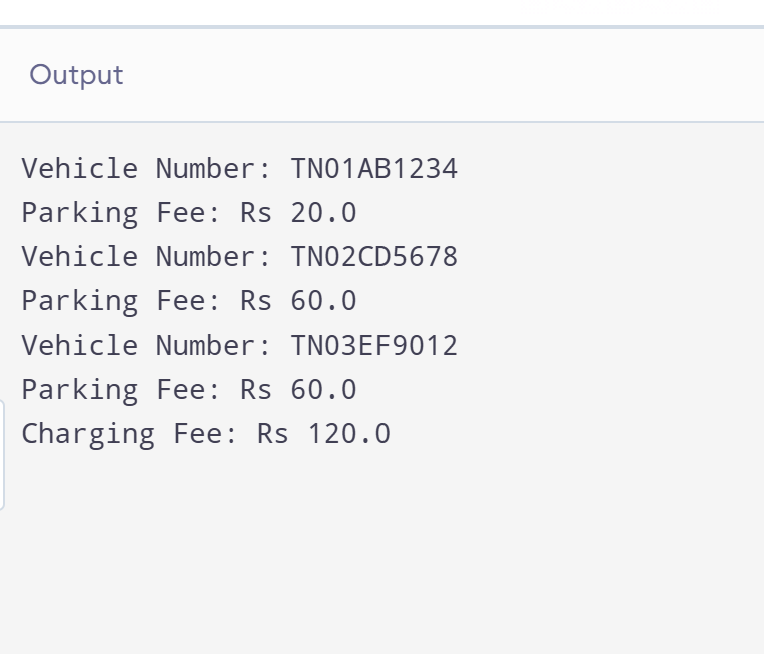 Output
Vehicle Number: TN01AB1234
Parking Fee: Rs 20.0
Vehicle Number: TN02CD5678
Parking Fee: Rs 60.0
Vehicle Number: TN03EF9012
Parking Fee: Rs 60.0
Charging Fee: Rs 120.0